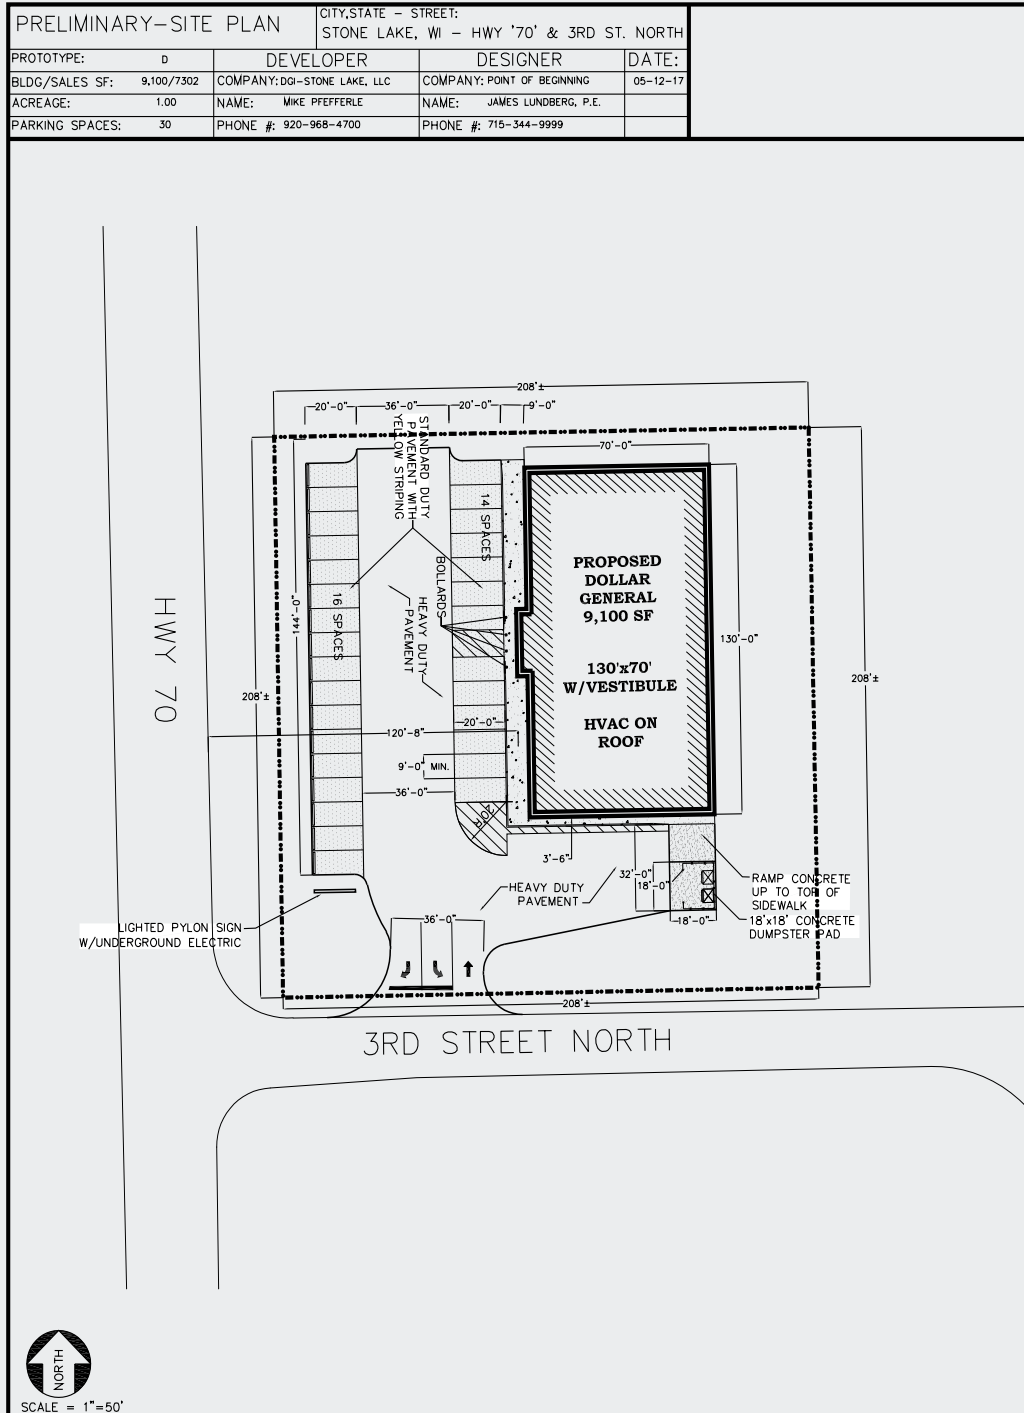 PRELIMINARY-SITE PLAN
CITY,STATE - STREET:
STONE LAKE, WI - HWY '70' & 3RD ST. NORTH
PROTOTYPE: D
DEVELOPER
DESIGNER
DATE:
BLDG/SALES SF: 9,100/7302
COMPANY: DGI-STONE LAKE, LLC
COMPANY: POINT OF BEGINNING
05-12-17
ACREAGE: 1.00
NAME: MIKE PFEFFERLE
NAME: JAMES LUNDBERG, P.E.
PARKING SPACES: 30
PHONE #: 920-968-4700
PHONE #: 715-344-9999
208'±
20'-0"
36'-0"
20'-0"
9'-0"
STANDARD DUTY
PAVEMENT WITH
YELLOW STRIPING
70'-0"
14 SPACES
BOLLARDS
HEAVY DUTY
PAVEMENT
16 SPACES
144'-0"
HWY 70
208'±
PROPOSED
DOLLAR
GENERAL
9,100 SF
130'x70'
W/VESTIBULE
HVAC ON
ROOF
130'-0"
208'±
20'-0"
120'-8"
9'-0" MIN.
36'-0"
20'R
3'-6"
32'-0"
18'-0"
18'-0"
RAMP CONCRETE
UP TO TOP OF
SIDEWALK
18'x18' CONCRETE
DUMPSTER PAD
HEAVY DUTY
PAVEMENT
36'-0"
LIGHTED PYLON SIGN
W/UNDERGROUND ELECTRIC
208'±
3RD STREET NORTH
NORTH
SCALE = 1"=50'